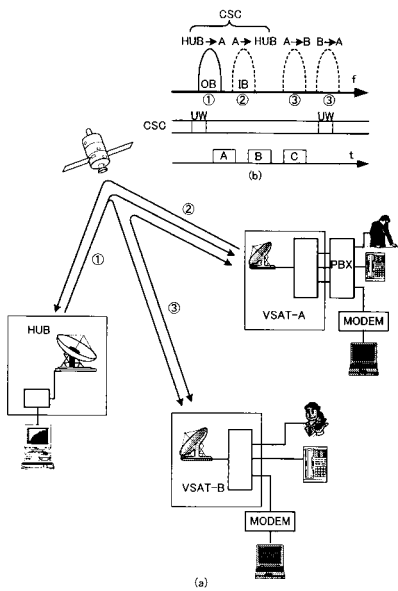 CSC
HUB→A A→HUB A→B B→A
OB IB f
① ② ③ ③
UW UW
CSC
A B C t
(b)
②
①
③
PBX
VSAT-A
MODEM
HUB
VSAT-B
MODEM
(a)